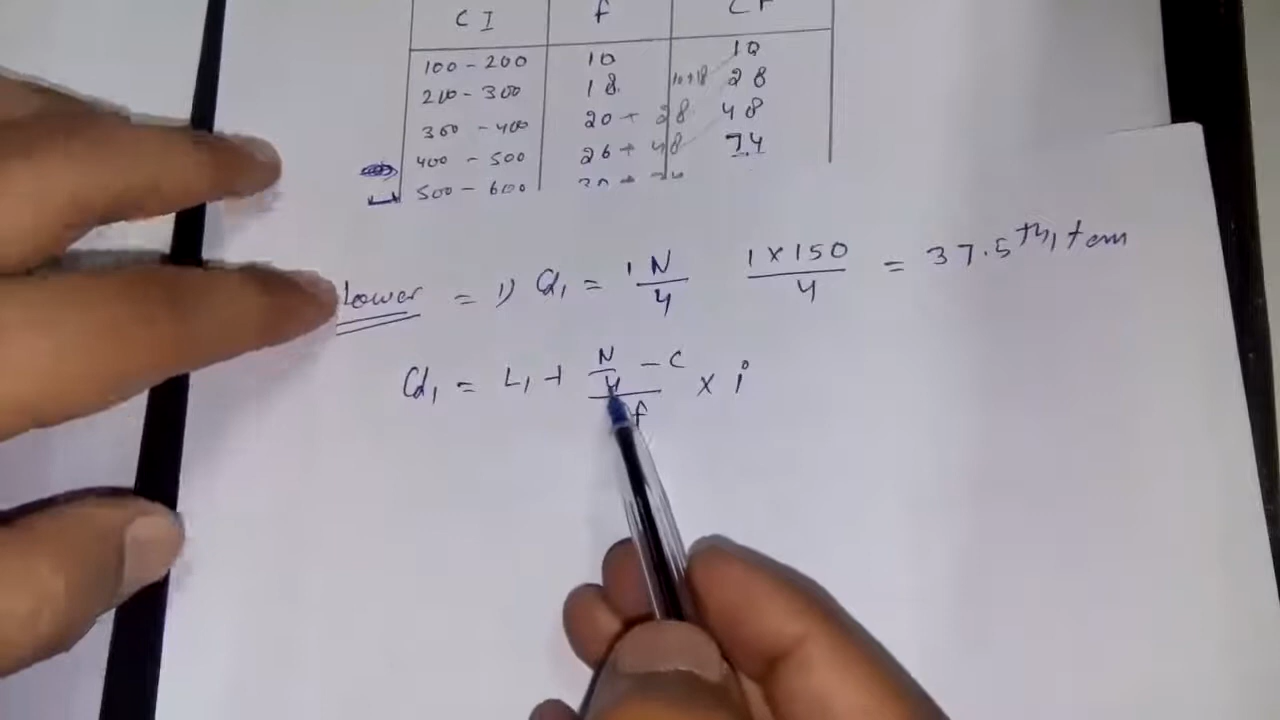 CI f CF
100 - 200 10 10
200 - 300 18 10+18 28
300 - 400 20 + 28 48
400 - 500 26 + 48 74
500 - 600
Lower = 1) Q₁ = 1N/4 1 x 150/4 = 37.5th item
Q₁ = L₁ + N/4 - C/f x i